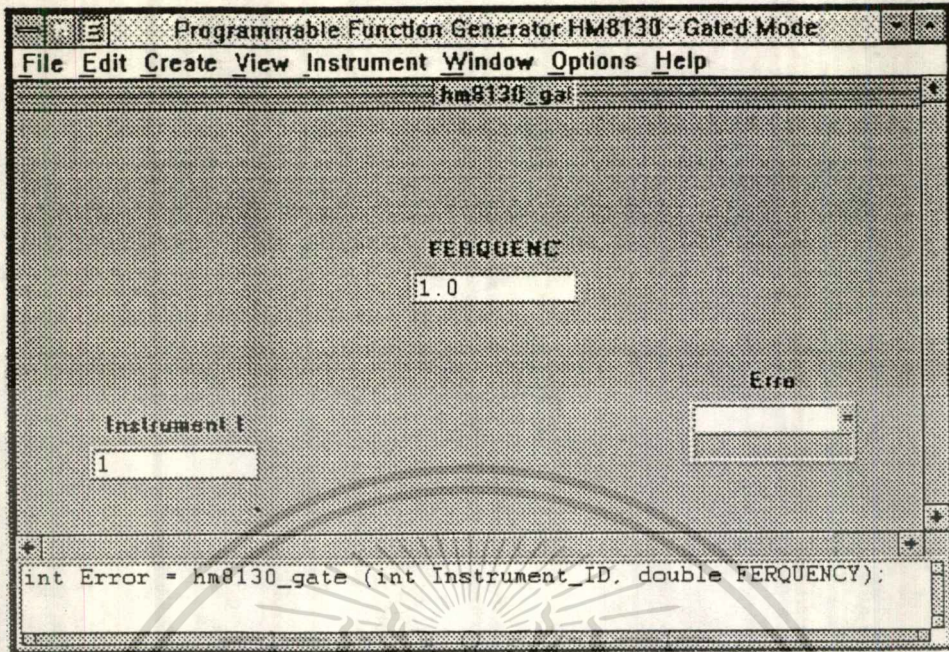 Programmable Function Generator HM8130 - Gated Mode
File Edit Create View Instrument Window Options Help
hm8130_gat
FERQUENC
1.0
Erro
=
Instrument I
1
int Error = hm8130_gate (int Instrument_ID, double FERQUENCY);